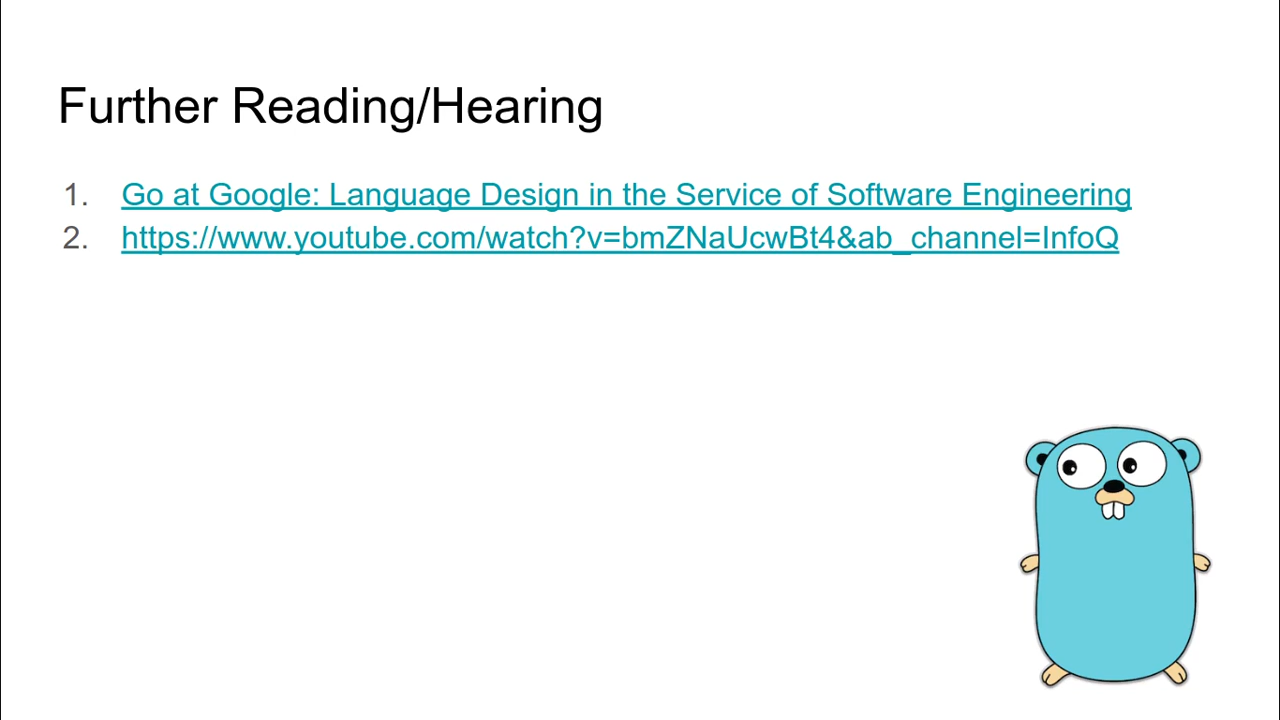 Further Reading/Hearing
1. Go at Google: Language Design in the Service of Software Engineering
2. https://www.youtube.com/watch?v=bmZNaUcwBt4&ab_channel=InfoQ